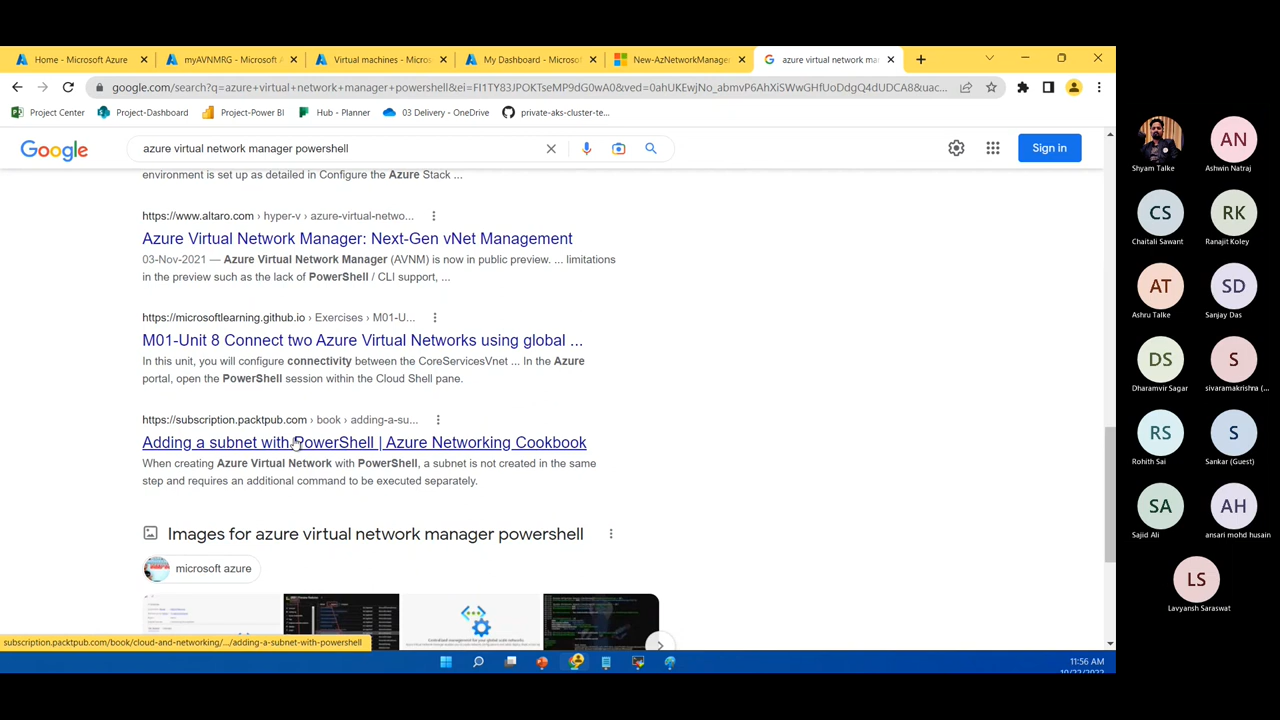 Home - Microsoft Azure
myAVNMRG - Microsoft A
Virtual machines - Micros
My Dashboard - Microsof
New-AzNetworkManager
azure virtual network ma
google.com/search?q=azure+virtual+network+manager+powershell&ei=FI1TY83JPOKTseMP9dG0wA0&ved=0ahUKEwjNo_abmvP6AhXiSWwGHfUoDdgQ4dUDCA8&uac...
Project Center
Project-Dashboard
Project-Power BI
Hub - Planner
03 Delivery - OneDrive
private-aks-cluster-te...
Google
azure virtual network manager powershell
Sign in
environment is set up as detailed in Configure the Azure Stack ...
https://www.altaro.com › hyper-v › azure-virtual-netwo...
Azure Virtual Network Manager: Next-Gen vNet Management
03-Nov-2021 — Azure Virtual Network Manager (AVNM) is now in public preview. ... limitations
in the preview such as the lack of PowerShell / CLI support, ...
https://microsoftlearning.github.io › Exercises › M01-U...
M01-Unit 8 Connect two Azure Virtual Networks using global ...
In this unit, you will configure connectivity between the CoreServicesVnet ... In the Azure
portal, open the PowerShell session within the Cloud Shell pane.
https://subscription.packtpub.com › book › adding-a-su...
Adding a subnet with PowerShell | Azure Networking Cookbook
When creating Azure Virtual Network with PowerShell, a subnet is not created in the same
step and requires an additional command to be executed separately.
Images for azure virtual network manager powershell
microsoft azure
subscription.packtpub.com/book/cloud-and-networking/.../adding-a-subnet-with-powershell
11:56 AM
10/22/2022
Shyam Talke
AN
Ashwin Natraj
CS
Chaitali Sawant
RK
Ranajit Koley
AT
Ashru Talke
SD
Sanjay Das
DS
Dharamvir Sagar
S
sivaramakrishna (...
RS
Rohith Sai
S
Sankar (Guest)
SA
Sajid Ali
AH
ansari mohd husain
LS
Lavyansh Saraswat